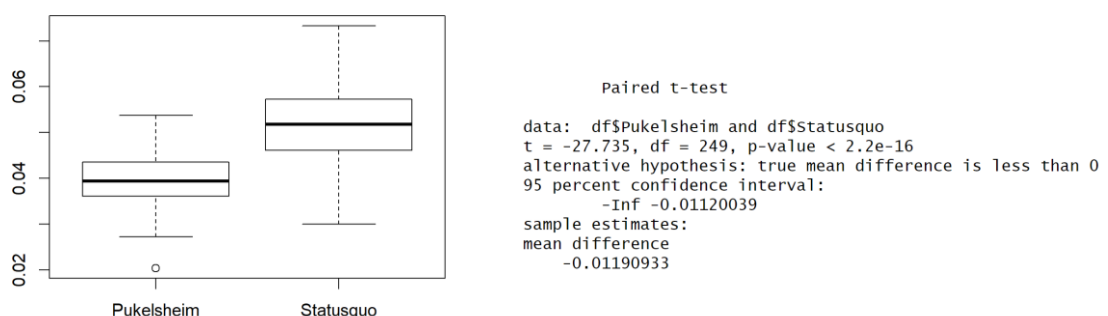 0.06
0.04
0.02
Pukelsheim
Statusquo
Paired t-test
data:  df$Pukelsheim and df$Statusquo
t = -27.735, df = 249, p-value < 2.2e-16
alternative hypothesis: true mean difference is less than 0
95 percent confidence interval:
-Inf -0.01120039
sample estimates:
mean difference
-0.01190933